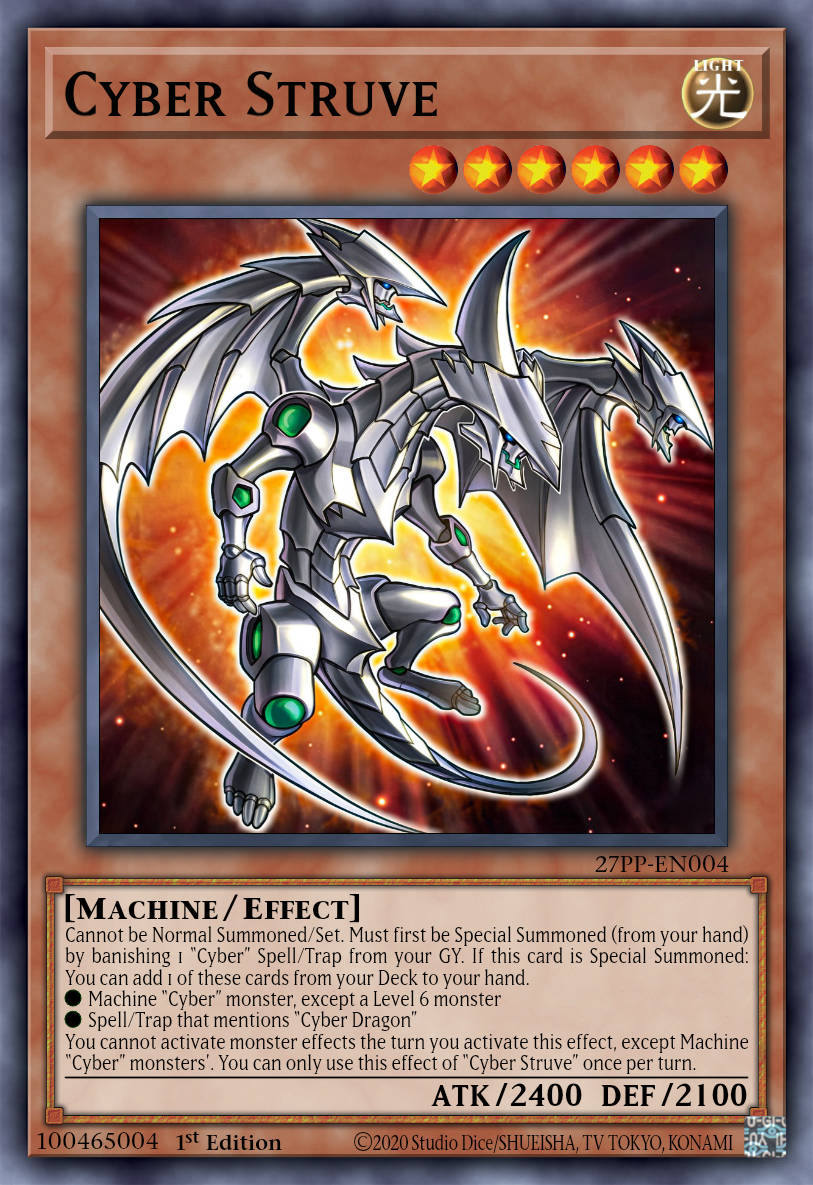 Cyber Struve
LIGHT
光
27PP-EN004
[Machine/Effect]
Cannot be Normal Summoned/Set. Must first be Special Summoned (from your hand)
by banishing 1 "Cyber" Spell/Trap from your GY. If this card is Special Summoned:
You can add 1 of these cards from your Deck to your hand.
● Machine "Cyber" monster, except a Level 6 monster
● Spell/Trap that mentions "Cyber Dragon"
You cannot activate monster effects the turn you activate this effect, except Machine
"Cyber" monsters'. You can only use this effect of "Cyber Struve" once per turn.
ATK/2400 DEF/2100
100465004 1st Edition ©2020 Studio Dice/SHUEISHA, TV TOKYO, KONAMI